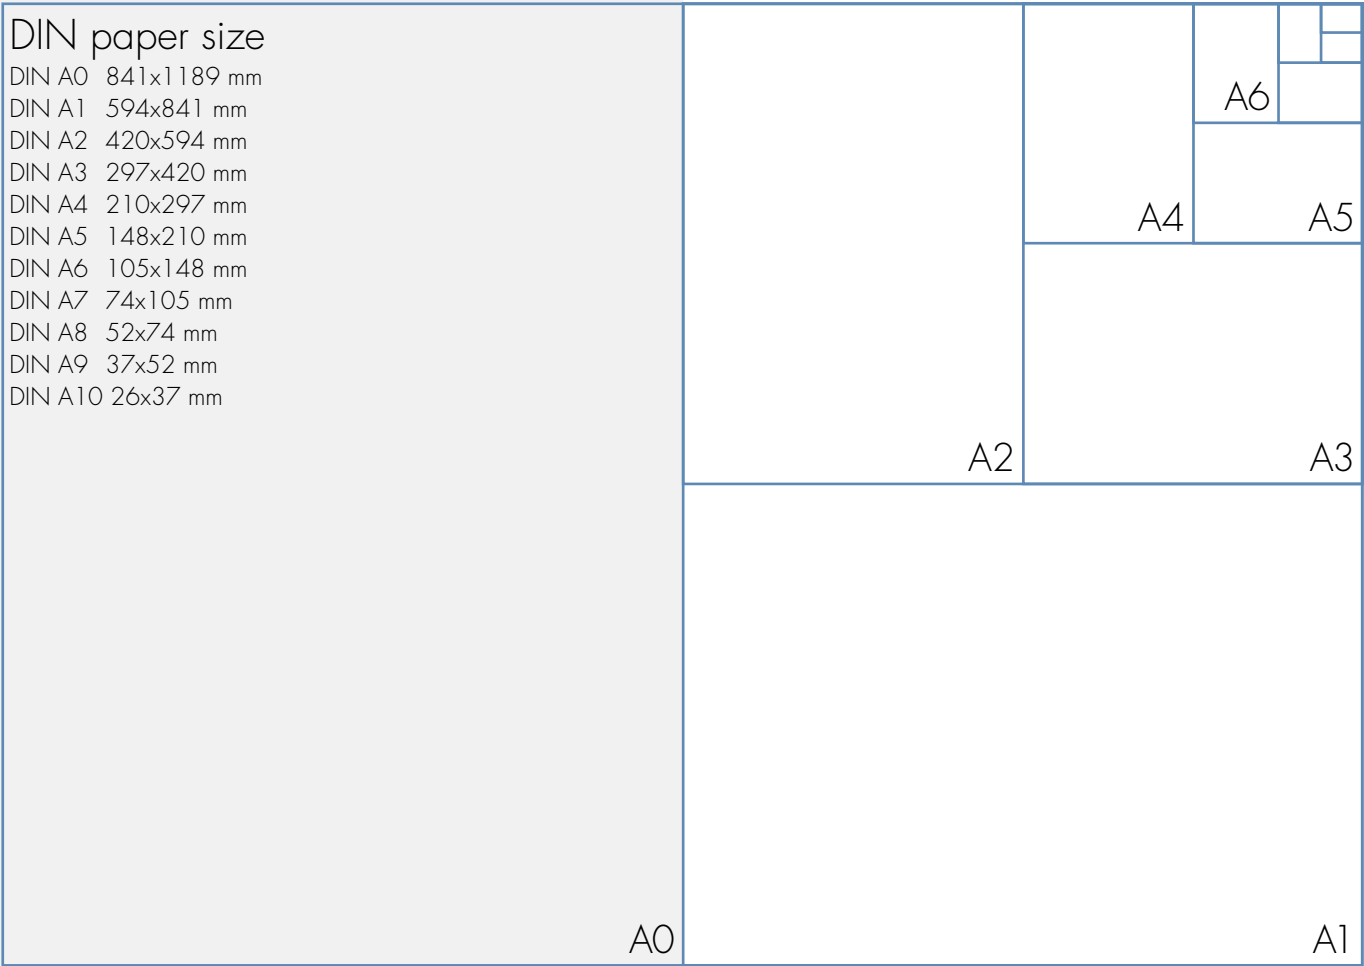 DIN paper size
DIN A0 841x1189 mm
DIN A1 594x841 mm
DIN A2 420x594 mm
DIN A3 297x420 mm
DIN A4 210x297 mm
DIN A5 148x210 mm
DIN A6 105x148 mm
DIN A7 74x105 mm
DIN A8 52x74 mm
DIN A9 37x52 mm
DIN A10 26x37 mm
A6
A4
A5
A2
A3
A0
A1